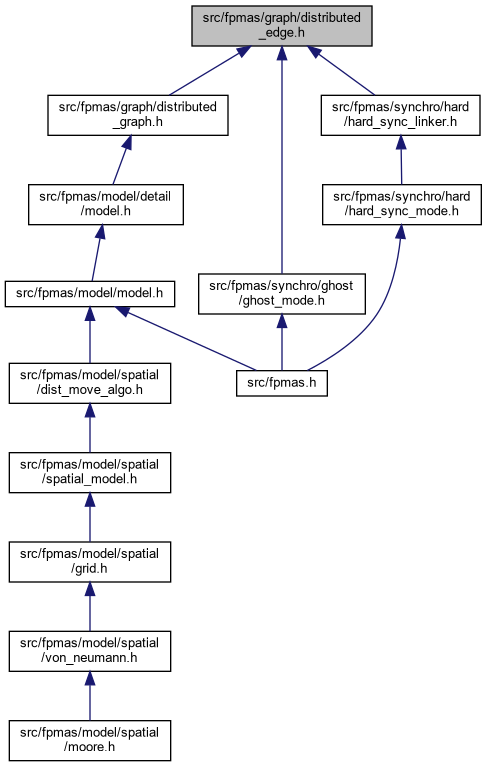 src/fpmas/graph/distributed
_edge.h
src/fpmas/graph/distributed
_graph.h
src/fpmas/synchro/hard
/hard_sync_linker.h
src/fpmas/model/detail
/model.h
src/fpmas/synchro/hard
/hard_sync_mode.h
src/fpmas/model/model.h
src/fpmas/synchro/ghost
/ghost_mode.h
src/fpmas/model/spatial
/dist_move_algo.h
src/fpmas.h
src/fpmas/model/spatial
/spatial_model.h
src/fpmas/model/spatial
/grid.h
src/fpmas/model/spatial
/von_neumann.h
src/fpmas/model/spatial
/moore.h